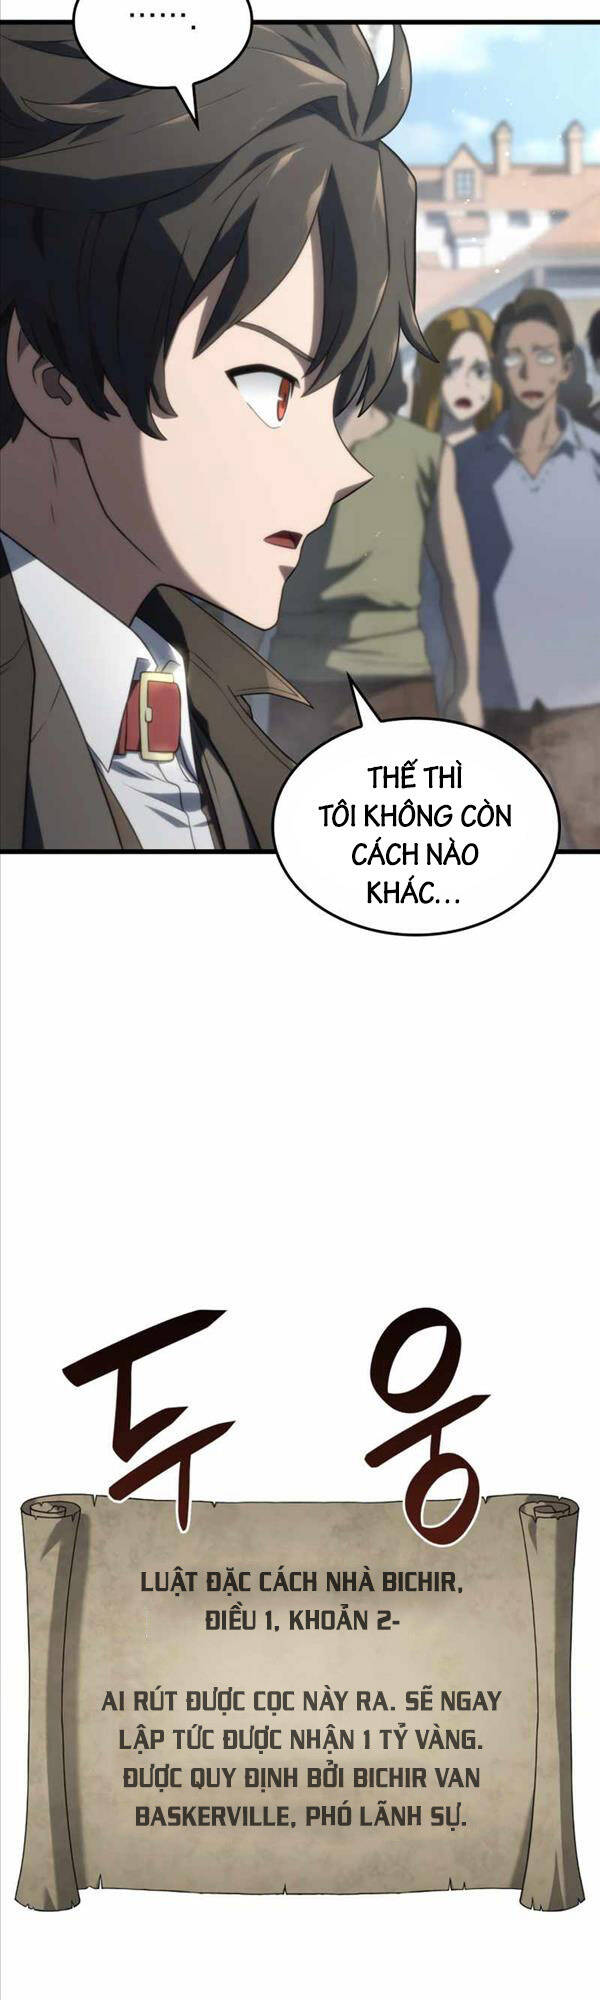 .......
THẾ THÌ
TÔI KHÔNG CÒN
CÁCH NÀO
KHÁC...
두웅
LUẬT ĐẶC CÁCH NHÀ BICHIR,
ĐIỀU 1, KHOẢN 2-
AI RÚT ĐƯỢC CỌC NÀY RA. SẼ NGAY
LẬP TỨC ĐƯỢC NHẬN 1 TỶ VÀNG.
ĐƯỢC QUY ĐỊNH BỞI BICHIR VAN
BASKERVILLE, PHÓ LÃNH SỰ.